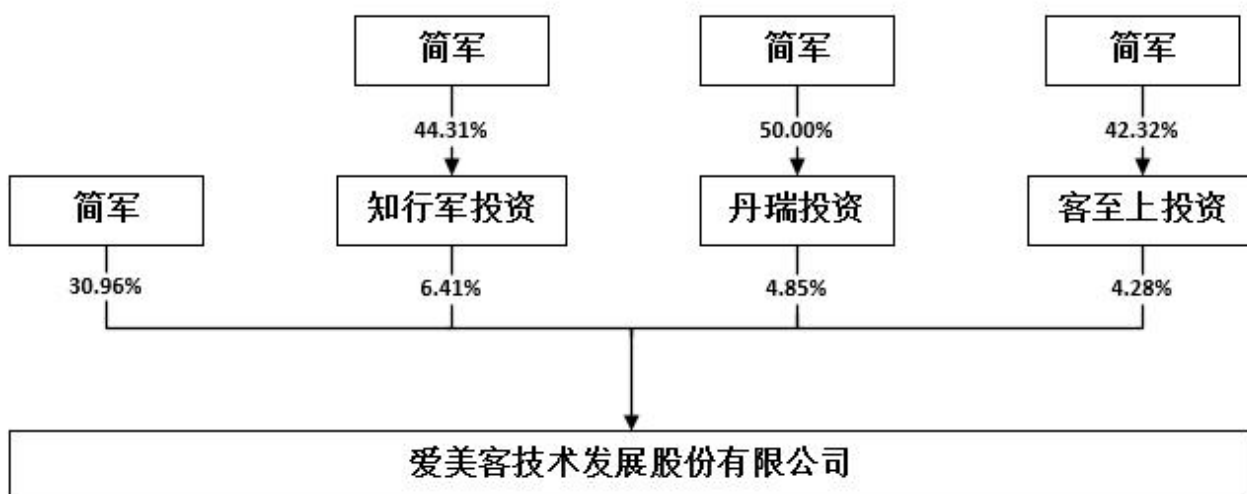 简军
简军
简军
44.31%
50.00%
42.32%
简军
知行军投资
丹瑞投资
客至上投资
30.96%
6.41%
4.85%
4.28%
爱美客技术发展股份有限公司